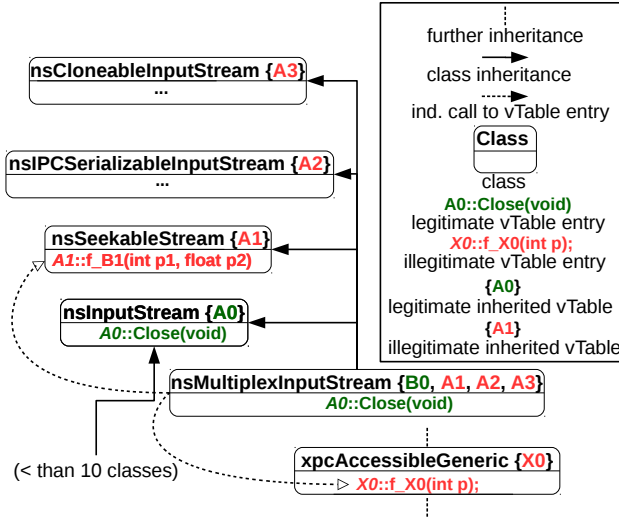 nsCloneableInputStream {A3}
...
nsIPCSerializableInputStream {A2}
...
nsSeekableStream {A1}
A1::f_B1(int p1, float p2)
nsInputStream {A0}
A0::Close(void)
nsMultiplexInputStream {B0, A1, A2, A3}
A0::Close(void)
(< than 10 classes)
xpcAccessibleGeneric {X0}
X0::f_X0(int p);
further inheritance
class inheritance
ind. call to vTable entry
Class
class
A0::Close(void)
legitimate vTable entry
X0::f_X0(int p);
illegitimate vTable entry
{A0}
legitimate inherited vTable
{A1}
illegitimate inherited vTable